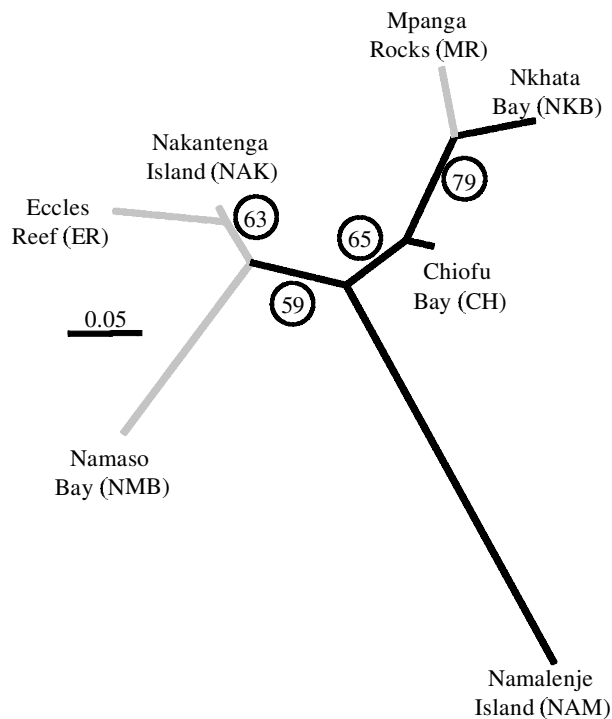 Mpanga
Rocks (MR)
Nkhata
Bay (NKB)
Nakantenga
Island (NAK)
79
Eccles
Reef (ER)
63
65
Chiofu
Bay (CH)
59
0.05
Namaso
Bay (NMB)
Namalenje
Island (NAM)